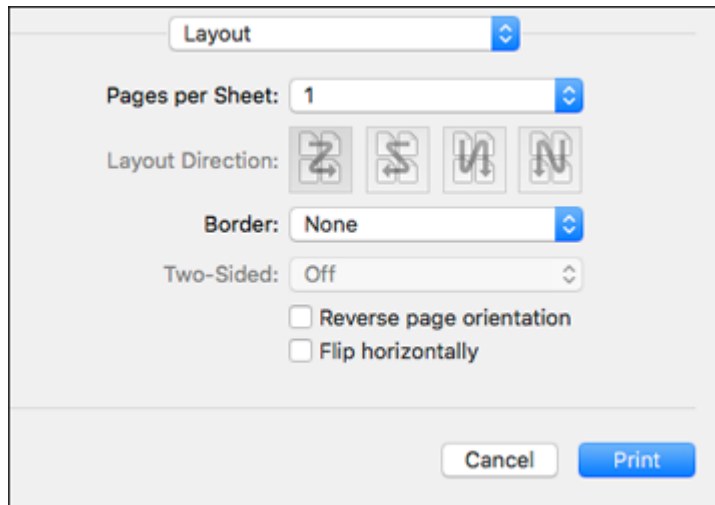 Layout
Pages per Sheet: 1
Layout Direction:
Border: None
Two-Sided: Off
Reverse page orientation
Flip horizontally
Cancel Print